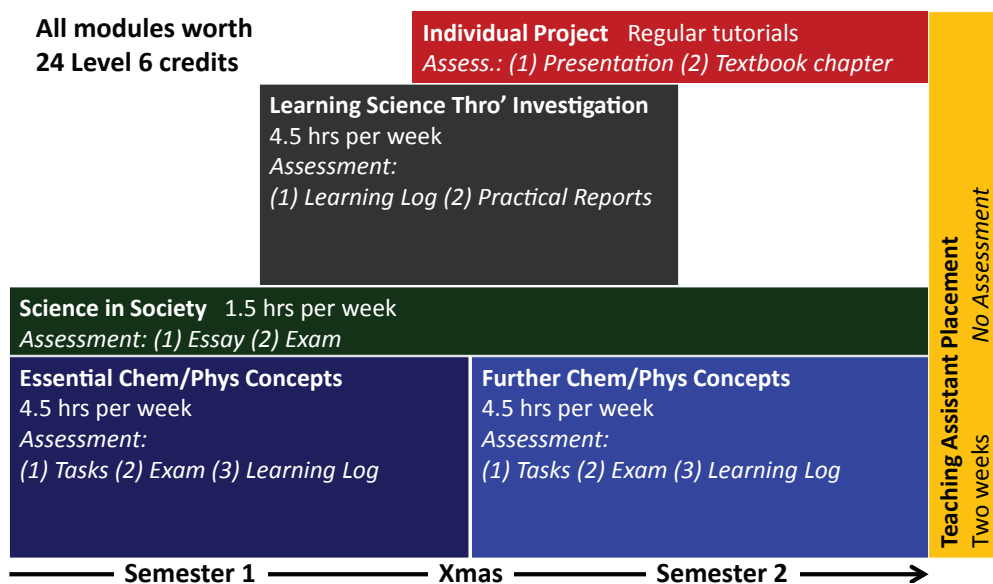 All modules worth
24 Level 6 credits
Individual Project Regular tutorials
Assess.: (1) Presentation (2) Textbook chapter
Learning Science Thro’ Investigation
4.5 hrs per week
Assessment:
(1) Learning Log (2) Practical Reports
Science in Society 1.5 hrs per week
Assessment: (1) Essay (2) Exam
Essential Chem/Phys Concepts
4.5 hrs per week
Assessment:
(1) Tasks (2) Exam (3) Learning Log
Further Chem/Phys Concepts
4.5 hrs per week
Assessment:
(1) Tasks (2) Exam (3) Learning Log
Teaching Assistant Placement
Two weeks No Assessment
Semester 1 Xmas Semester 2